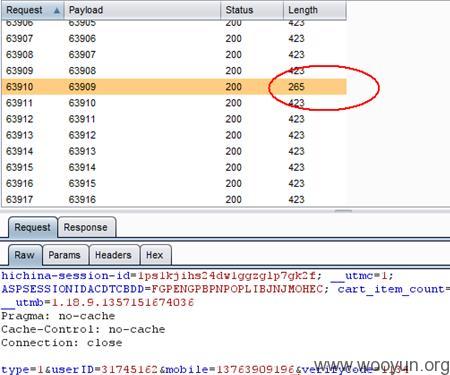 Request Payload Status Length
63906 63905 200 423
63907 63906 200 423
63908 63907 200 423
63909 63908 200 423
63910 63909 200 265
63911 63910 200 423
63912 63911 200 423
63913 63912 200 423
63914 63913 200 423
63915 63914 200 423
63916 63915 200 423
63917 63916 200 423
Request Response
Raw Params Headers Hex
hichina-session-id=1ps1kjihs24dw1ggzglp7gk2f; __utmc=1;
ASPSESSIONIDACDTCBDD=FGPENGPBPNPOPLIBJNJMOHEC; cart_item_count=
__utmb=1.18.9.1357151674036
Pragma: no-cache
Cache-Control: no-cache
Connection: close
type=1&userID=31745162&mobile=13763909196&verifyCode=1234
www.wooyun.org